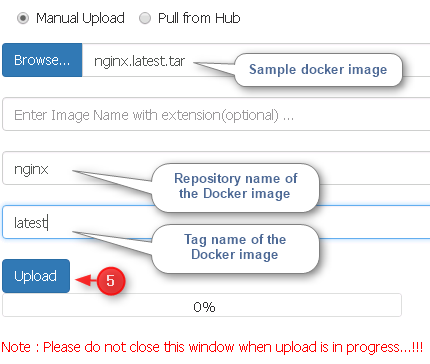 Manual Upload Pull from Hub
Browse... nginx.latest.tar Sample docker image
Enter Image Name with extension(optional) ...
nginx
Repository name of
the Docker image
latest
Tag name of the
Docker image
Upload 5
0%
Note : Please do not close this window when upload is in progress...!!!